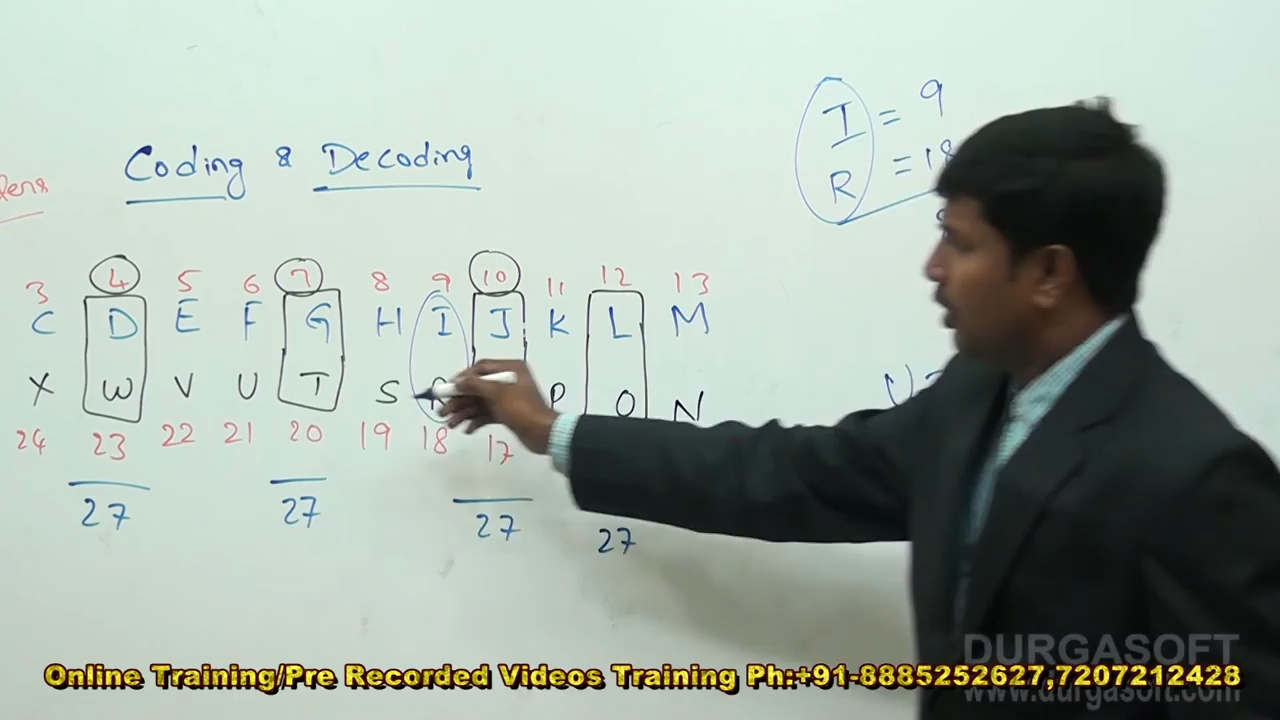 Coding & Decoding
I = 9
R = 18
3 4 5 6 7 8 9 10 11 12 13
C D E F G H I J K L M
X W V U T S R P O N
24 23 22 21 20 19 18 17
27 27 27 27
DURGASOFT
www.durgasoft.com
Online Training/Pre Recorded Videos Training Ph:+91-8885252627,7207212428